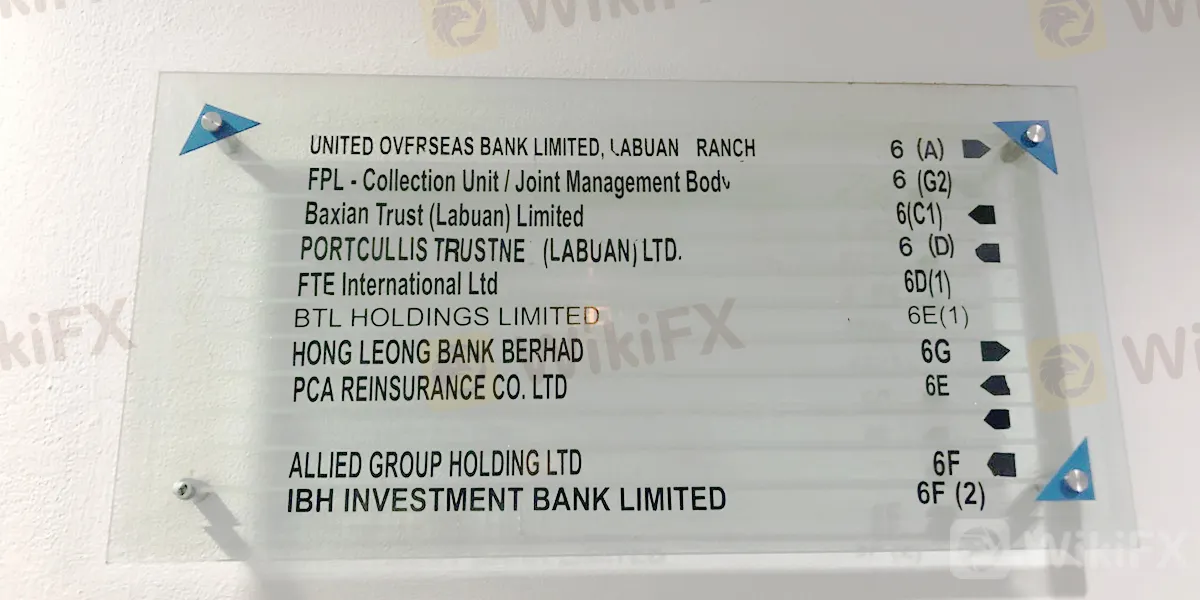 UNITED OVERSEAS BANK LIMITED, LABUAN RANCH 6 (A)
FPL - Collection Unit / Joint Management Body 6 (G2)
Baxian Trust (Labuan) Limited 6(C1)
PORTCULLIS TRUSTNE (LABUAN) LTD. 6 (D)
FTE International Ltd 6D(1)
BTL HOLDINGS LIMITED 6E(1)
HONG LEONG BANK BERHAD 6G
PCA REINSURANCE CO. LTD 6E
ALLIED GROUP HOLDING LTD 6F
IBH INVESTMENT BANK LIMITED 6F (2)
WikiFX